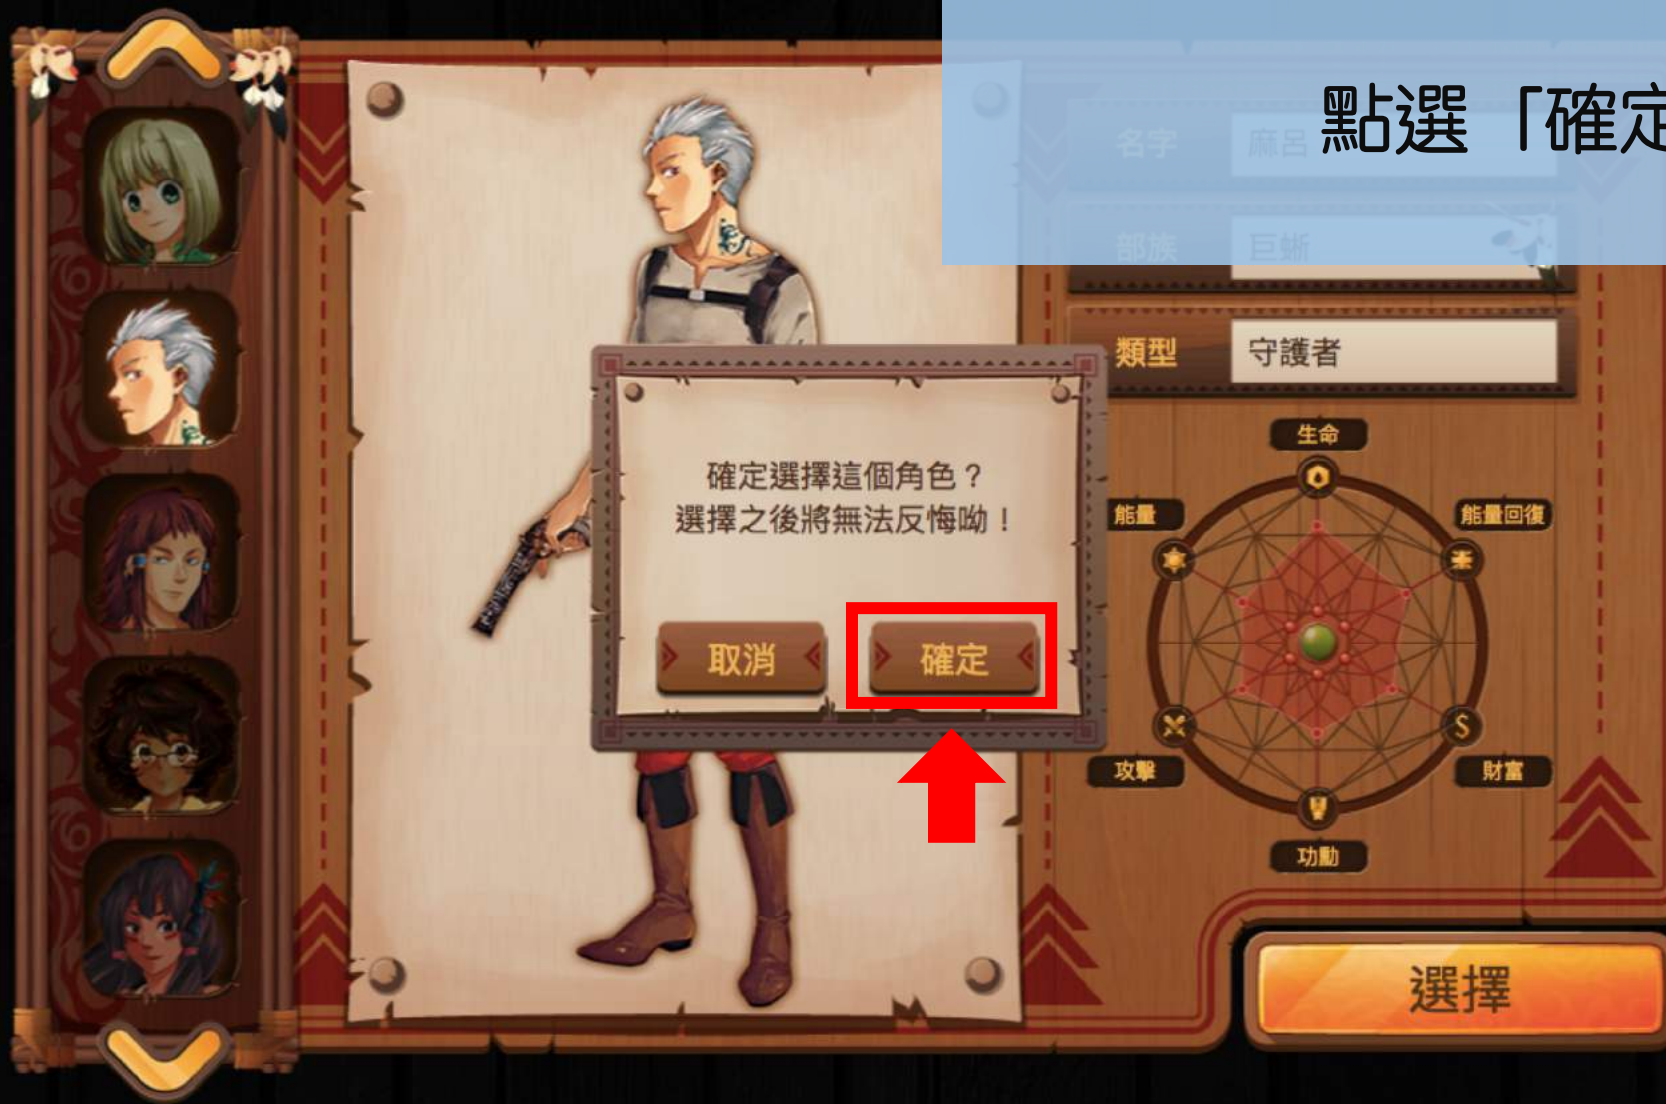 點選「確定
名字 麻呂
部族 巨蜥
類型 守護者
生命
能量
能量回復
確定選擇這個角色？
選擇之後將無法反悔呦！
取消
確定
攻擊
財富
功勳
選擇